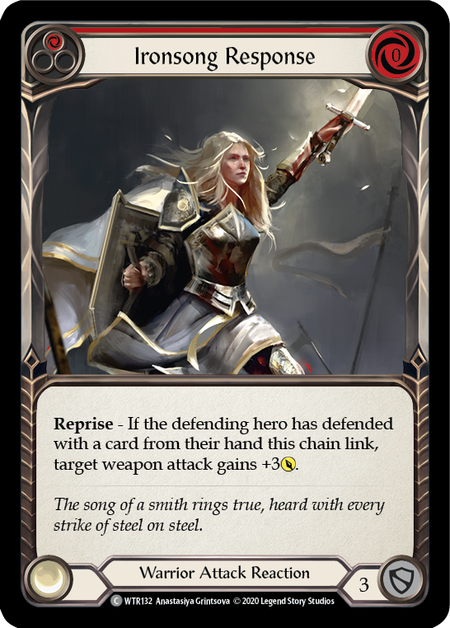 Ironsong Response
0
Reprise - If the defending hero has defended
with a card from their hand this chain link,
target weapon attack gains +3.
The song of a smith rings true, heard with every
strike of steel on steel.
Warrior Attack Reaction
3
C WTR132 Anastasiya Grintsova © 2020 Legend Story Studios